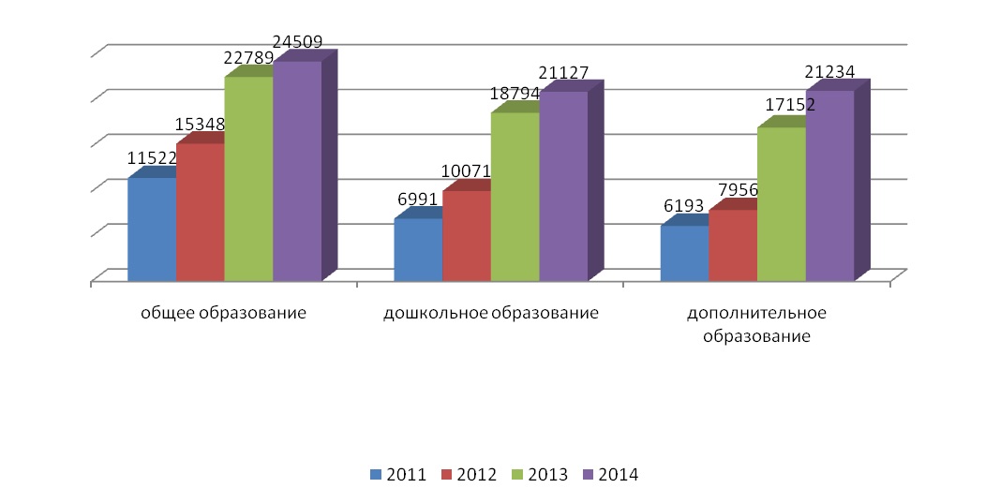 24509
22789
15348
11522
21127
18794
10071
6991
21234
17152
7956
6193
общее образование
дошкольное образование
дополнительное
образование
2011 2012 2013 2014